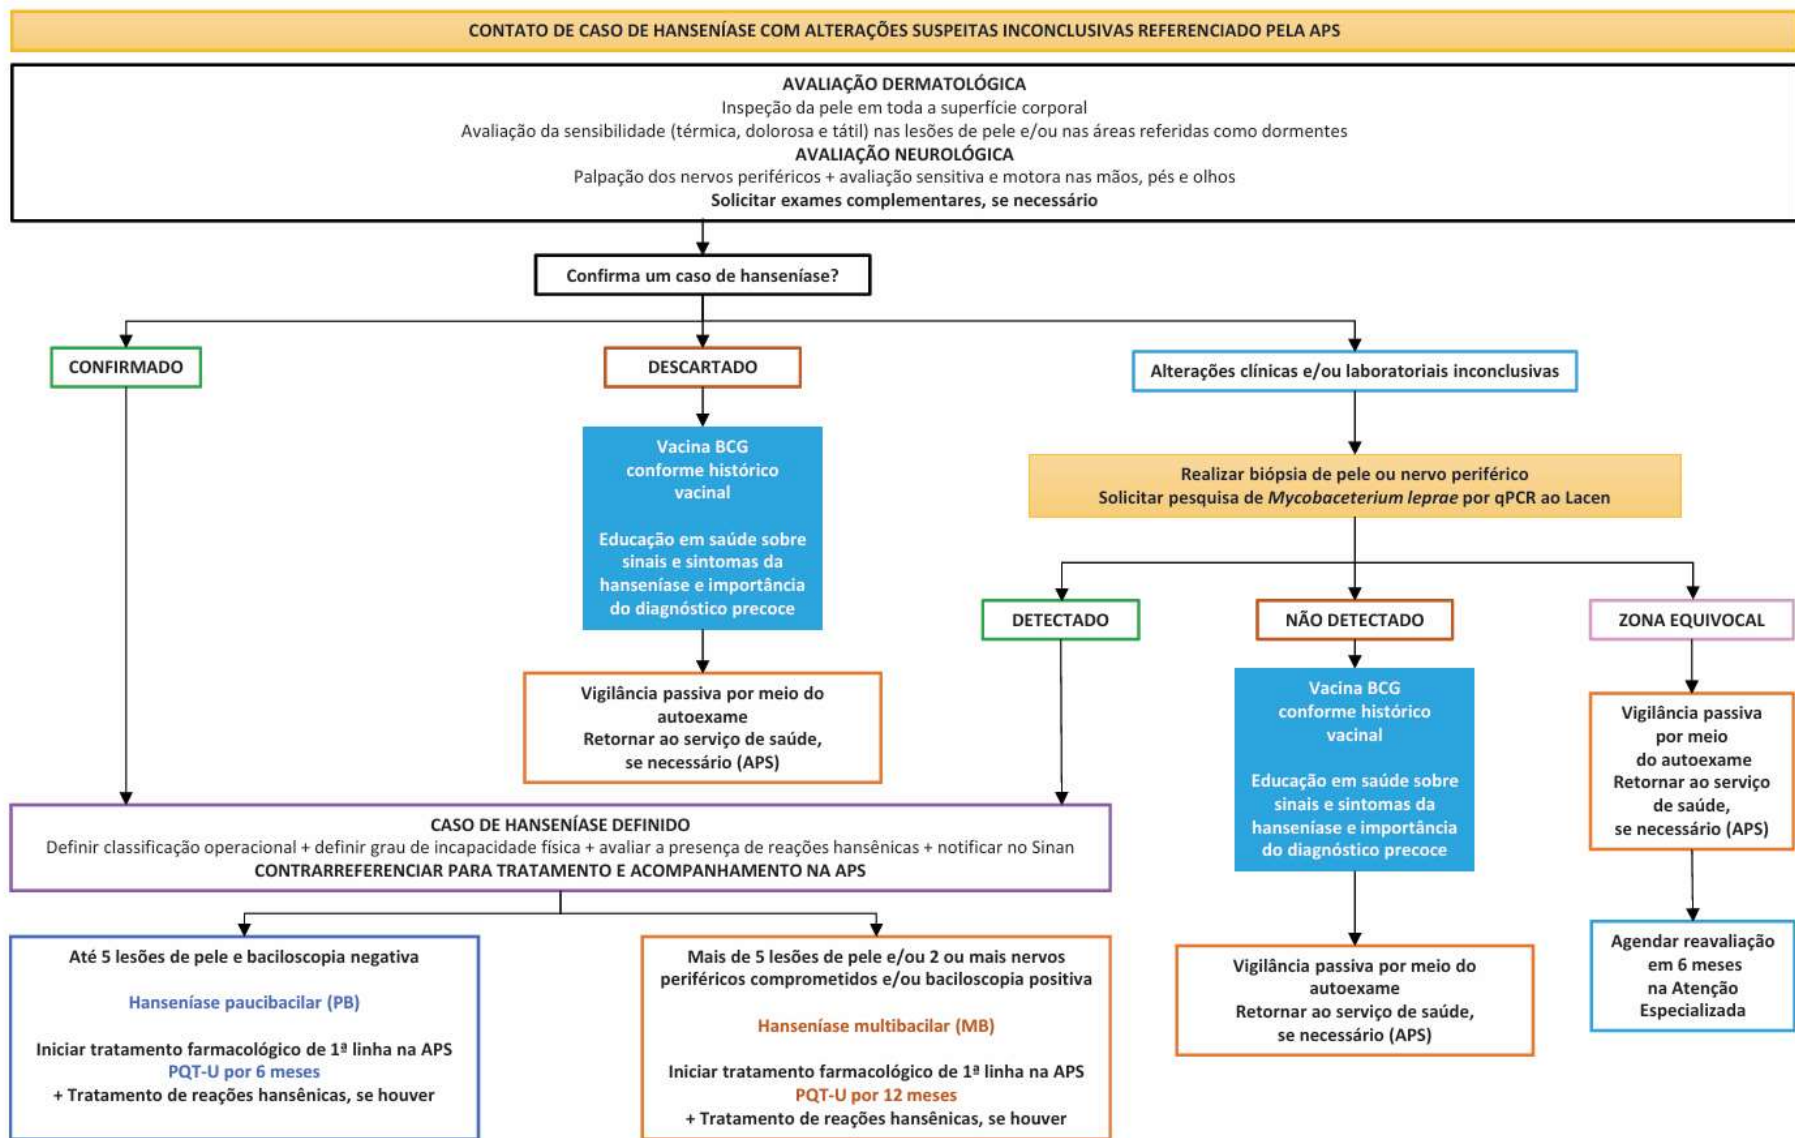 CONTATO DE CASO DE HANSENÍASE COM ALTERAÇÕES SUSPEITAS INCONCLUSIVAS REFERENCIADO PELA APS
AVALIAÇÃO DERMATOLÓGICA
Inspeção da pele em toda a superfície corporal
Avaliação da sensibilidade (térmica, dolorosa e tátil) nas lesões de pele e/ou nas áreas referidas como dormentes
AVALIAÇÃO NEUROLÓGICA
Palpação dos nervos periféricos + avaliação sensitiva e motora nas mãos, pés e olhos
Solicitar exames complementares, se necessário
Confirma um caso de hanseníase?
CONFIRMADO
DESCARTADO
Alterações clínicas e/ou laboratoriais inconclusivas
Vacina BCG
conforme histórico
vacinal
Educação em saúde sobre
sinais e sintomas da
hanseníase e importância
do diagnóstico precoce
Realizar biópsia de pele ou nervo periférico
Solicitar pesquisa de Mycobaceterium leprae por qPCR ao Lacen
DETECTADO
NÃO DETECTADO
ZONA EQUIVOCAL
Vigilância passiva por meio do
autoexame
Retornar ao serviço de saúde,
se necessário (APS)
Vacina BCG
conforme histórico
vacinal
Educação em saúde sobre
sinais e sintomas da
hanseníase e importância
do diagnóstico precoce
Vigilância passiva
por meio
do autoexame
Retornar ao serviço
de saúde,
se necessário (APS)
CASO DE HANSENÍASE DEFINIDO
Definir classificação operacional + definir grau de incapacidade física + avaliar a presença de reações hansênicas + notificar no Sinan
CONTRARREFERENCIAR PARA TRATAMENTO E ACOMPANHAMENTO NA APS
Até 5 lesões de pele e baciloscopia negativa
Hanseníase paucibacilar (PB)
Iniciar tratamento farmacológico de 1ª linha na APS
PQT-U por 6 meses
+ Tratamento de reações hansênicas, se houver
Mais de 5 lesões de pele e/ou 2 ou mais nervos
periféricos comprometidos e/ou baciloscopia positiva
Hanseníase multibacilar (MB)
Iniciar tratamento farmacológico de 1ª linha na APS
PQT-U por 12 meses
+ Tratamento de reações hansênicas, se houver
Vigilância passiva por meio do
autoexame
Retornar ao serviço de saúde,
se necessário (APS)
Agendar reavaliação
em 6 meses
na Atenção
Especializada